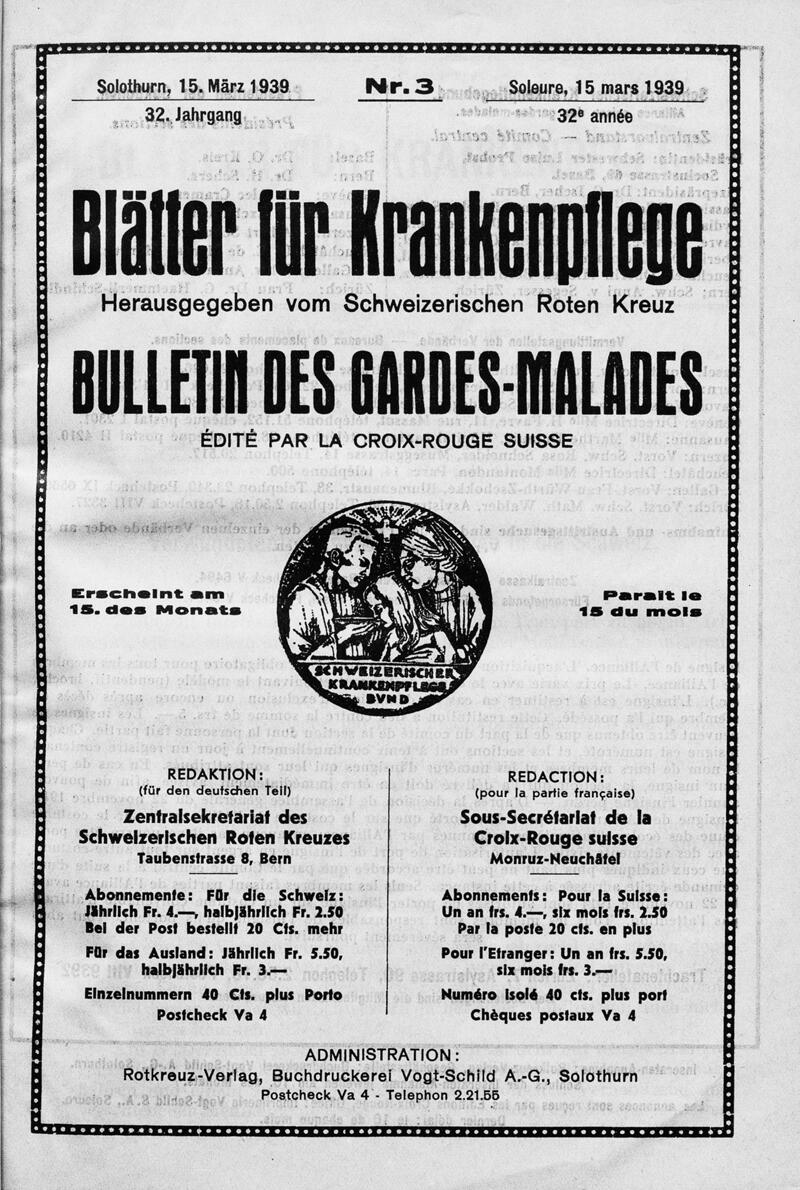 Solothurn, 15. März 1939
Nr. 3
Soleure, 15 mars 1939
32. Jahrgang
32e année
Blätter für Krankenpflege
Herausgegeben vom Schweizerischen Roten Kreuz
BULLETIN DES GARDES-MALADES
ÉDITÉ PAR LA CROIX-ROUGE SUISSE
Erscheint am
15. des Monats
Parait le
15 du mois
SCHWEIZERISCHER
KRANKENPFLEGE
BVND
REDAKTION:
(für den deutschen Teil)
Zentralsekretariat des
Schweizerischen Roten Kreuzes
Taubenstrasse 8, Bern
Abonnemente: Für die Schweiz:
Jährlich Fr. 4.—, halbjährlich Fr. 2.50
Bei der Post bestellt 20 Cts. mehr
Für das Ausland: Jährlich Fr. 5.50,
halbjährlich Fr. 3.—
Einzelnummern 40 Cts. plus Porto
Postcheck Va 4
REDACTION:
(pour la partie française)
Sous-Secrétariat de la
Croix-Rouge suisse
Monruz-Neuchâtel
Abonnements: Pour la Suisse:
Un an frs. 4.—, six mois frs. 2.50
Par la poste 20 cts. en plus
Pour l'Etranger: Un an frs. 5.50,
six mois frs. 3.—
Numéro isolé 40 cts. plus port
Chèques postaux Va 4
ADMINISTRATION:
Rotkreuz-Verlag, Buchdruckerei Vogt-Schild A.-G., Solothurn
Postcheck Va 4 - Telephon 2.21.55